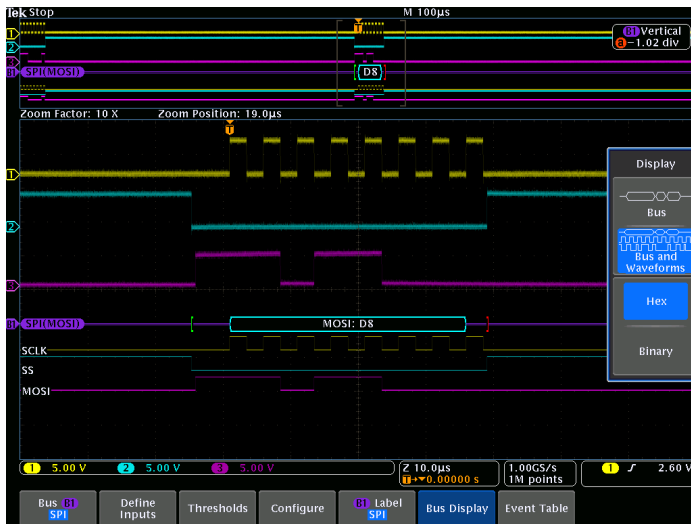 Tek Stop M 100µs
B1 Vertical
a -1.02 div
T
1
2
3
B1 SPI(MOSI) D8
Zoom Factor: 10 X Zoom Position: 19.0µs
T
1
2
3
Display
Bus
Bus and
Waveforms
Hex
Binary
B1 SPI(MOSI) MOSI: D8
SCLK
SS
MOSI
1 5.00 V 2 5.00 V 3 5.00 V
Z 10.0µs
T→▼0.00000 s
1.00GS/s
1M points
1 2.60 V
Bus B1
SPI
Define
Inputs
Thresholds
Configure
B1 Label
SPI
Bus Display
Event Table